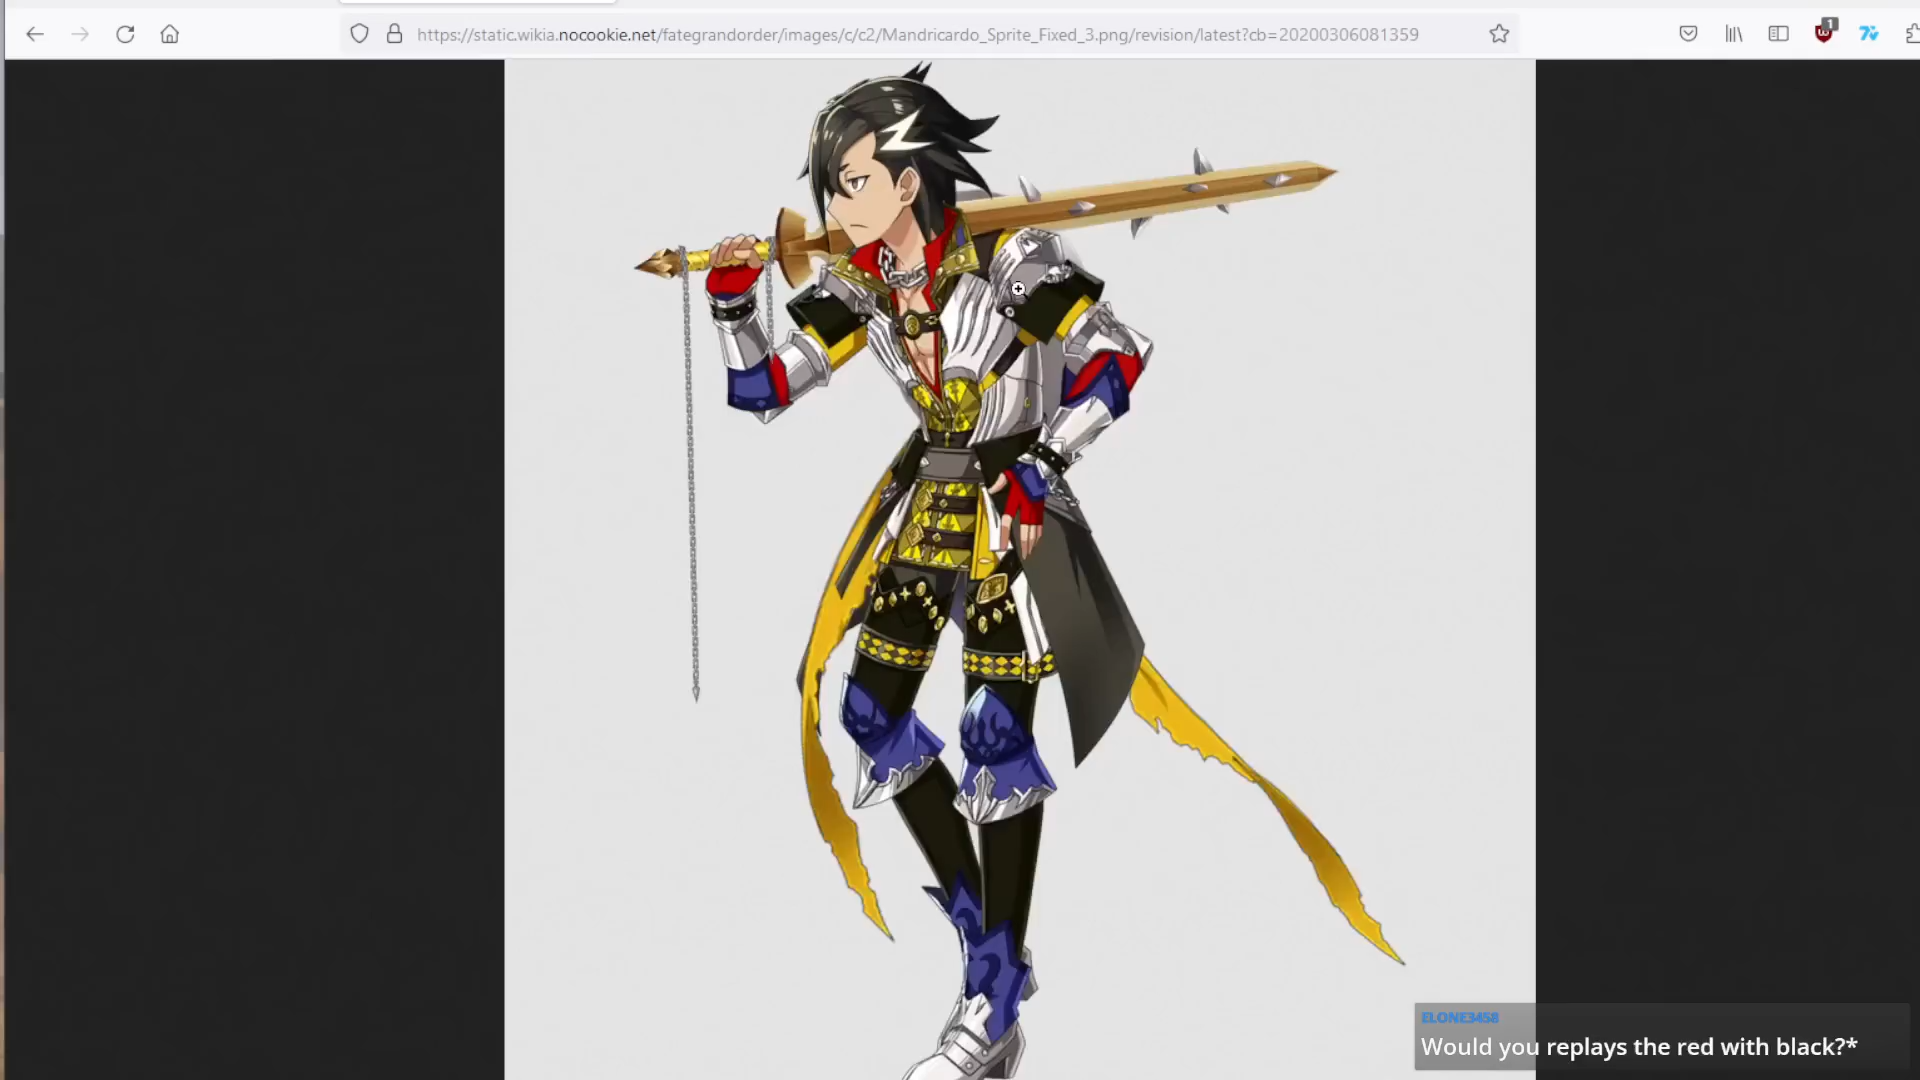 https://static.wikia.nocookie.net/fategrandorder/images/c/c2/Mandricardo_Sprite_Fixed_3.png/revision/latest?cb=20200306081359
1
ELONE3458
Would you replays the red with black?*